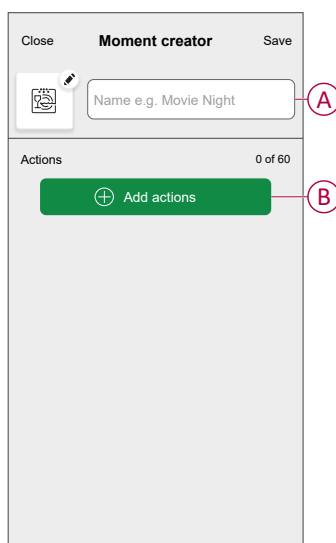 Close Moment creator Save
Name e.g. Movie Night
A
Actions 0 of 60
Add actions
B